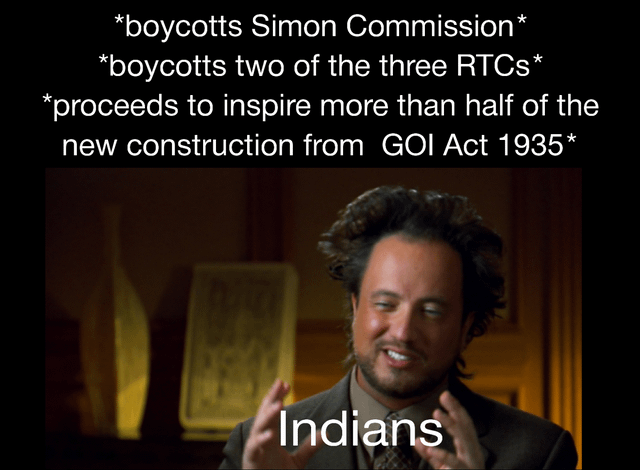 *boycotts Simon Commission*
*boycotts two of the three RTCs*
*proceeds to inspire more than half of the
new construction from  GOI Act 1935*
Indians